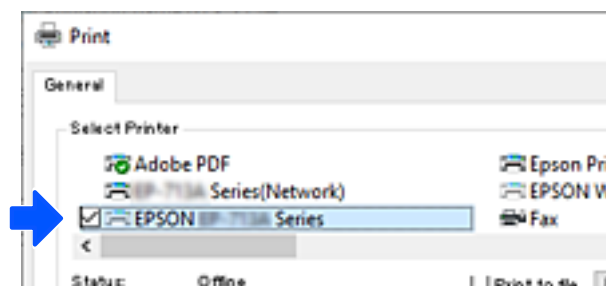 Print
General
Select Printer
Adobe PDF
Epson Pri
Series(Network)
EPSON W
EPSON Series
Fax
Status: Offline
Print to file